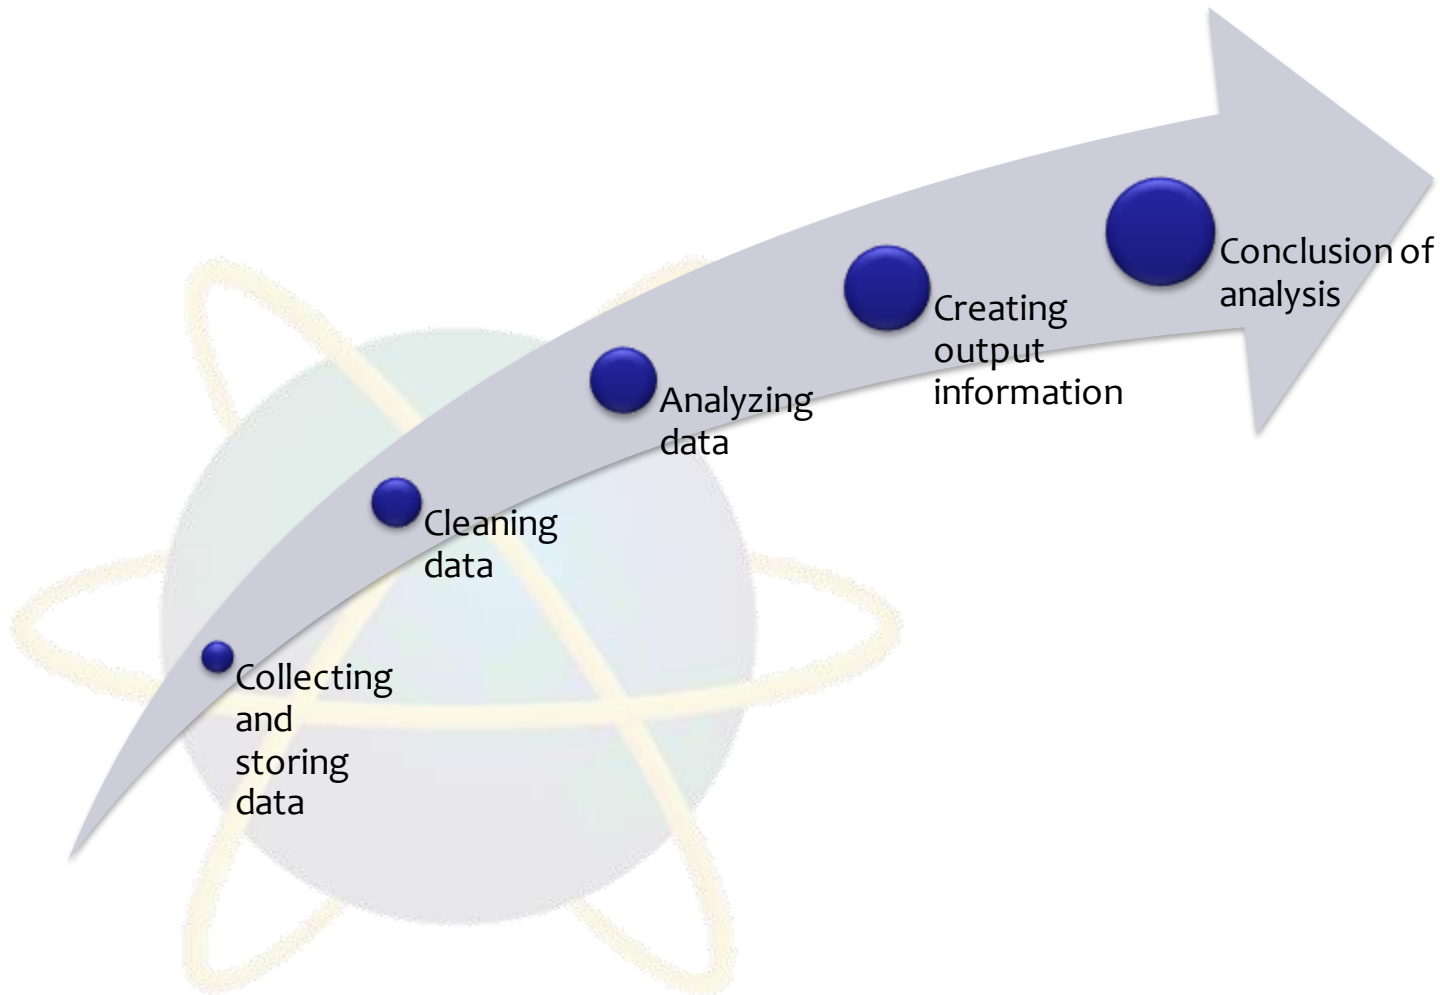 Collecting
and
storing
data
Cleaning
data
Analyzing
data
Creating
output
information
Conclusion of
analysis